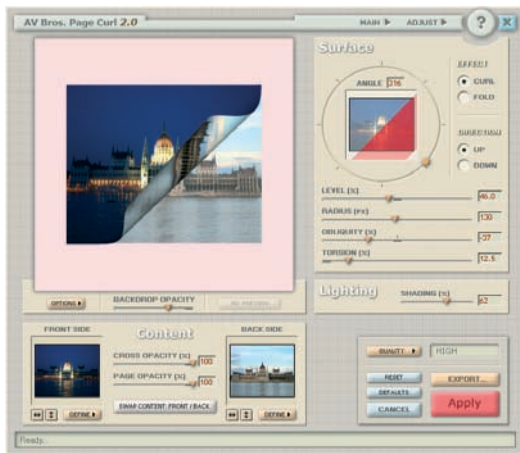 AV Bros. Page Curl 2.0
MAIN ADJUST ?
Surface
ANGLE 216
EFFECT
CURL
FOLD
DIRECTION
UP
DOWN
LEVEL (%) 46.0
RADIUS (PX) 130
OBLIQUITY (%) -37
TORSION (%) 12.5
OPTIONS
BACKDROP OPACITY
Lighting
SHADING (%) 62
FRONT SIDE
Content
BACK SIDE
CROSS OPACITY (%) 100
PAGE OPACITY (%) 100
SWAP CONTENT: FRONT / BACK
DEFINE
DEFINE
QUALITY HIGH
RESET
DEFAULTS
CANCEL
EXPORT...
Apply
Ready...